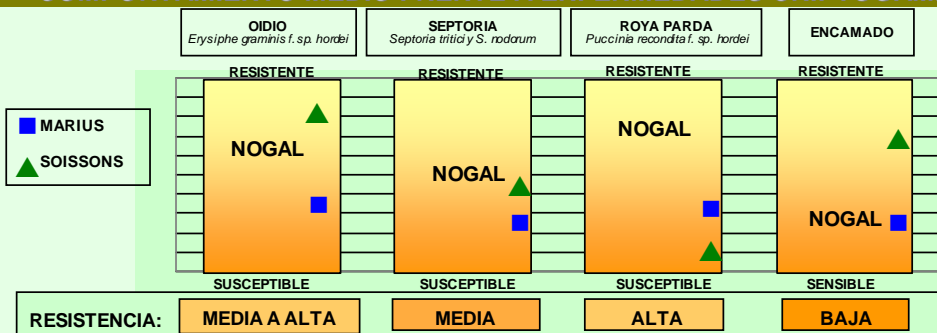 OIDIO
Erysiphe graminis f. sp. hordei
SEPTORIA
Septoria tritici y S. nodorum
ROYA PARDA
Puccinia recondita f. sp. hordei
ENCAMADO
RESISTENTE
RESISTENTE
RESISTENTE
RESISTENTE
MARIUS
SOISSONS
NOGAL
NOGAL
NOGAL
NOGAL
SUSCEPTIBLE
SUSCEPTIBLE
SUSCEPTIBLE
SENSIBLE
RESISTENCIA:
MEDIA A ALTA
MEDIA
ALTA
BAJA